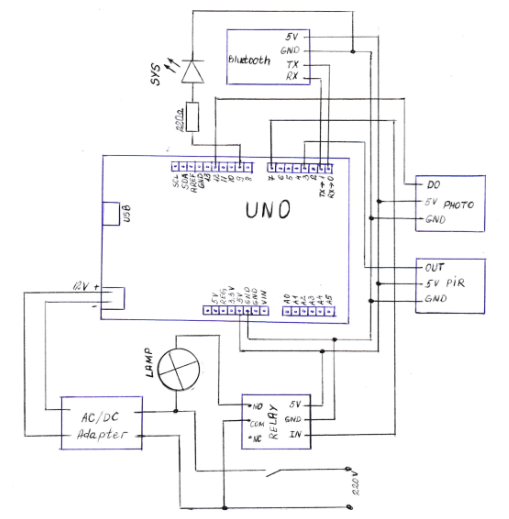 5V
GND
Bluetooth
TX
RX
SYS
220Ω
SCL
SDA
AREF
GND
13
12
11
10
9
8
7
6
5
4
3
2
TX→1
RX→0
UNO
USB
DO
5V PHOTO
GND
OUT
5V PiR
GND
12V +
-
5V
3.3V
5V
GND
GND
VIN
A0
A1
A2
A3
A4
A5
LAMP
AC/DC
Adapter
NO
COM
NC
RELAY
5V
GND
IN
220V